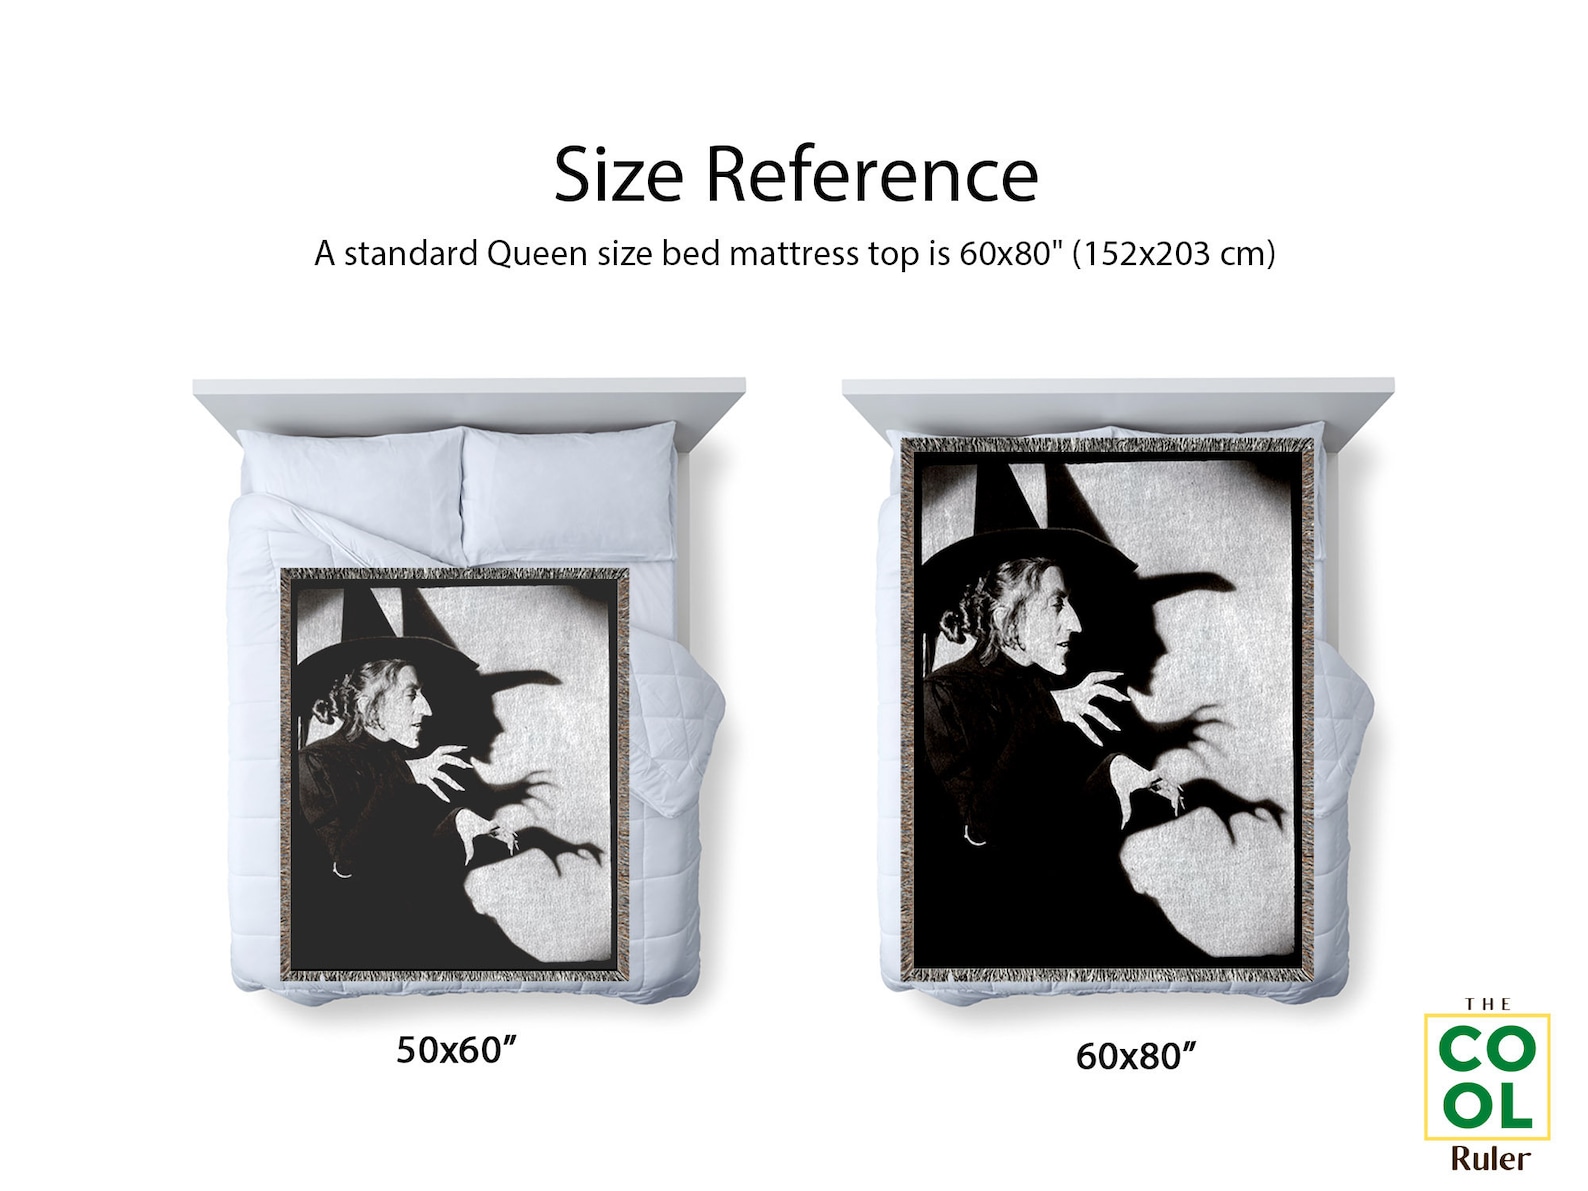 Size Reference
A standard Queen size bed mattress top is 60x80" (152x203 cm)
50x60”
60x80”
THE
CO
OL
Ruler